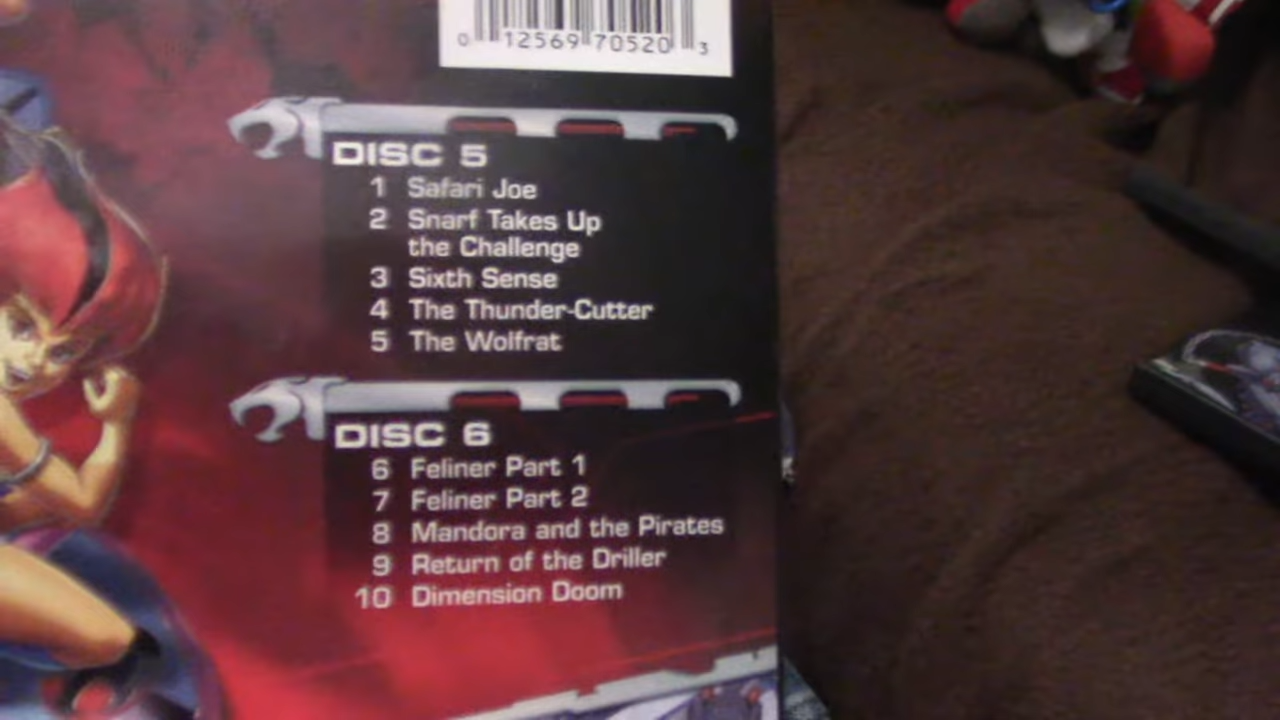 0 12569 70520 3
DISC 5
1 Safari Joe
2 Snarf Takes Up
the Challenge
3 Sixth Sense
4 The Thunder-Cutter
5 The Wolfrat
DISC 6
6 Feliner Part 1
7 Feliner Part 2
8 Mandora and the Pirates
9 Return of the Driller
10 Dimension Doom